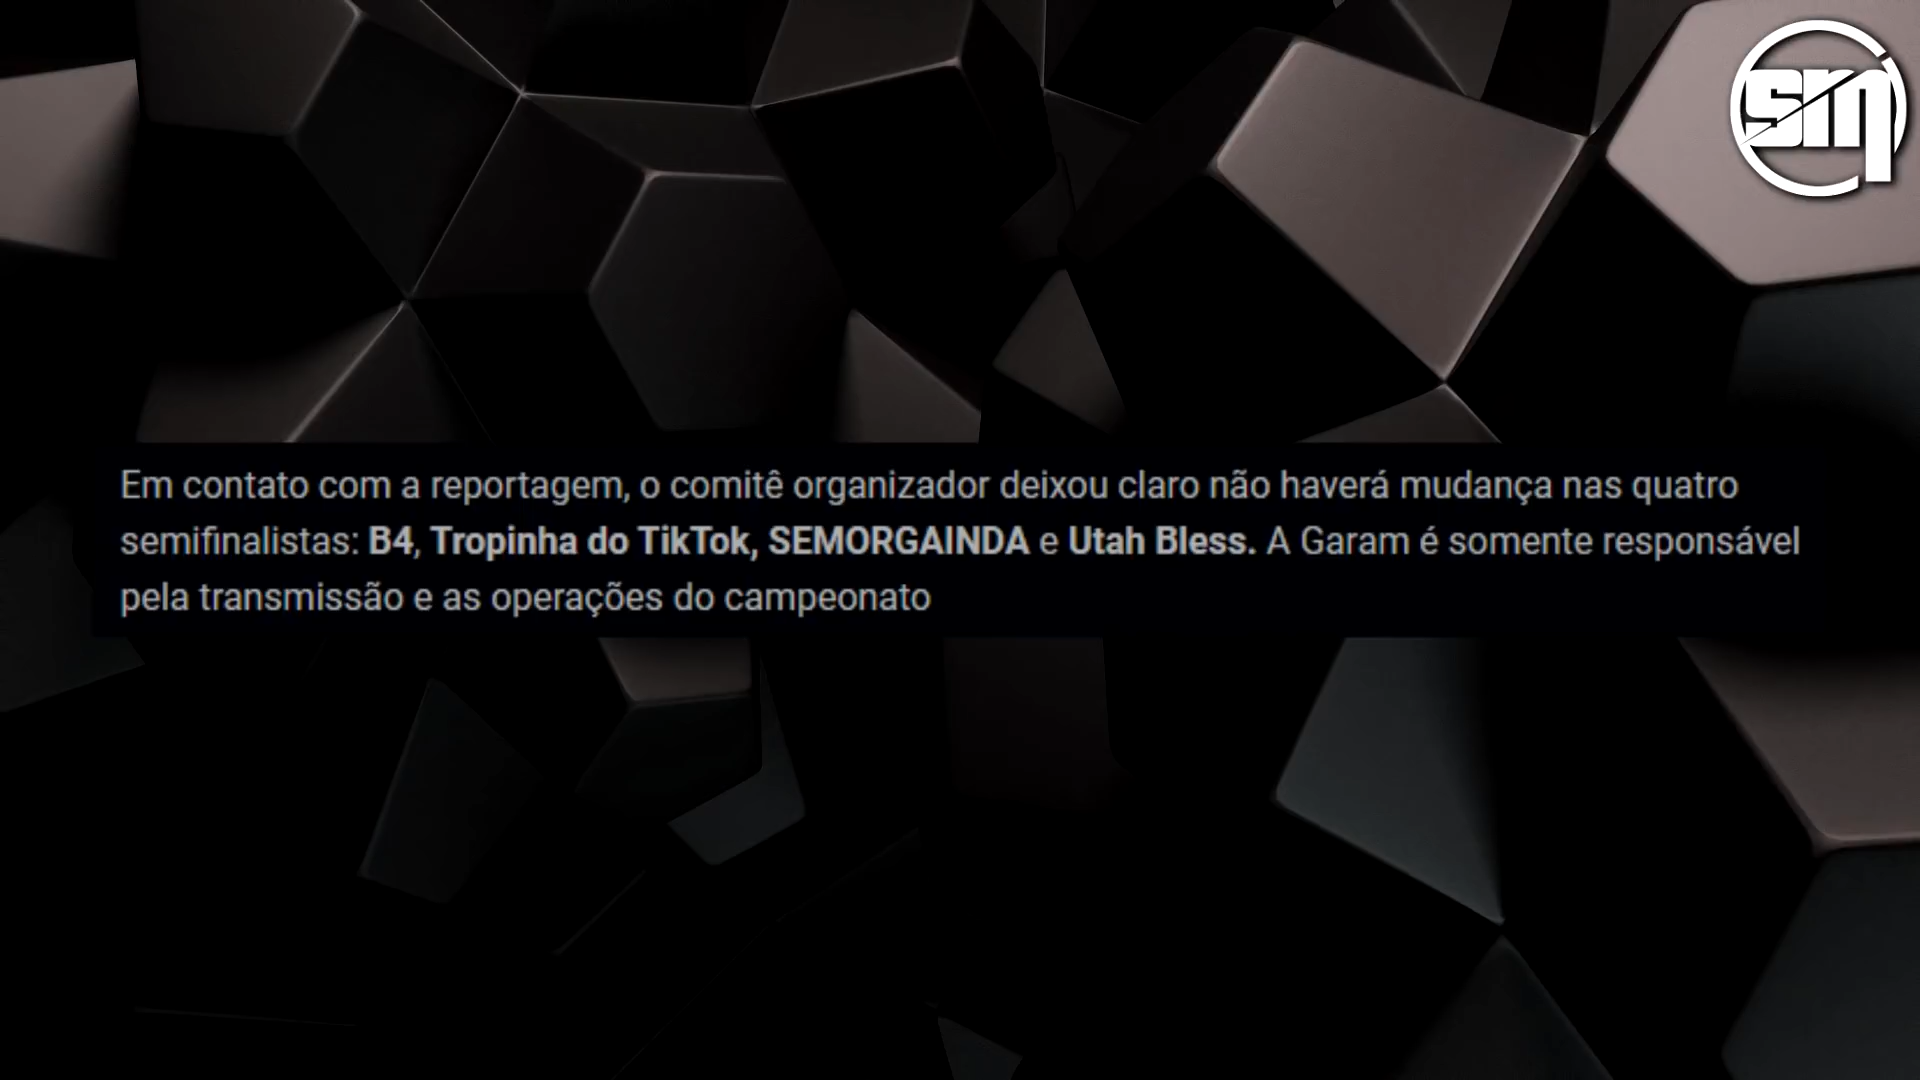 sm
Em contato com a reportagem, o comitê organizador deixou claro não haverá mudança nas quatro
semifinalistas: B4, Tropinha do TikTok, SEMORGAINDA e Utah Bless. A Garam é somente responsável
pela transmissão e as operações do campeonato